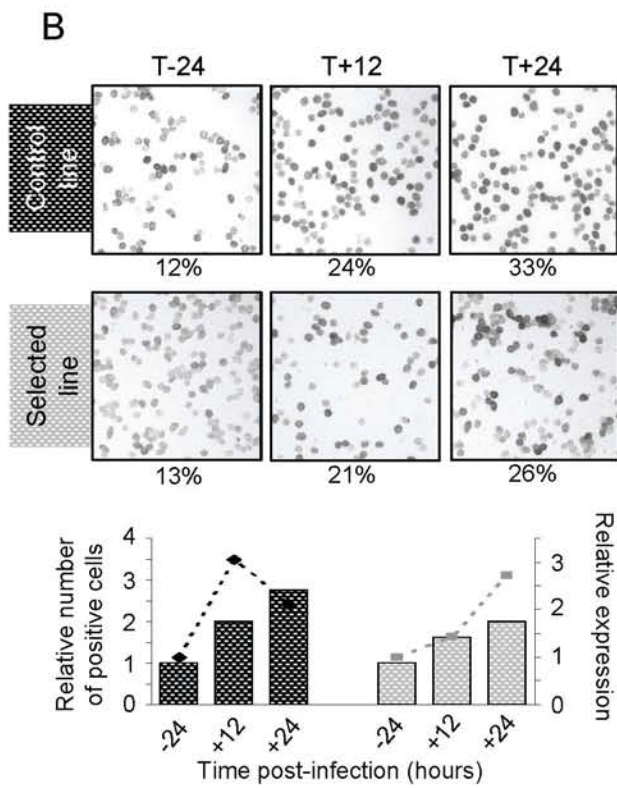 B
T-24 T+12 T+24
Control
line
12% 24% 33%
Selected
line
13% 21% 26%
Relative number
of positive cells
4
3
2
1
0
-24 +12 +24
-24 +12 +24
3
2
1
0
Relative expression
Time post-infection (hours)